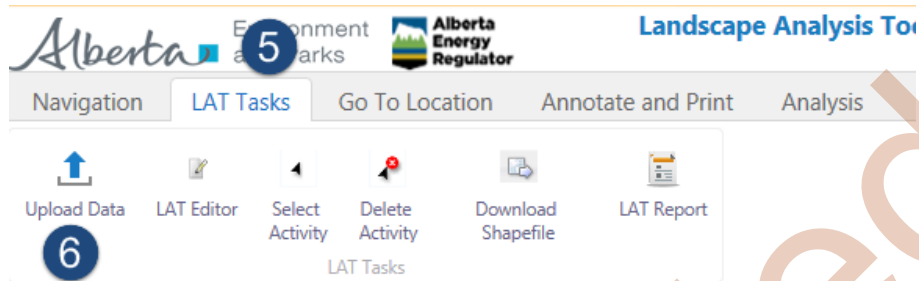 Alberta Environment and Parks
5
Alberta
Energy
Regulator
Landscape Analysis
Navigation
LAT Tasks
Go To Location
Annotate and Print
Analysis
Upload Data
LAT Editor
Select
Activity
Delete
Activity
Download
Shapefile
LAT Report
6
LAT Tasks